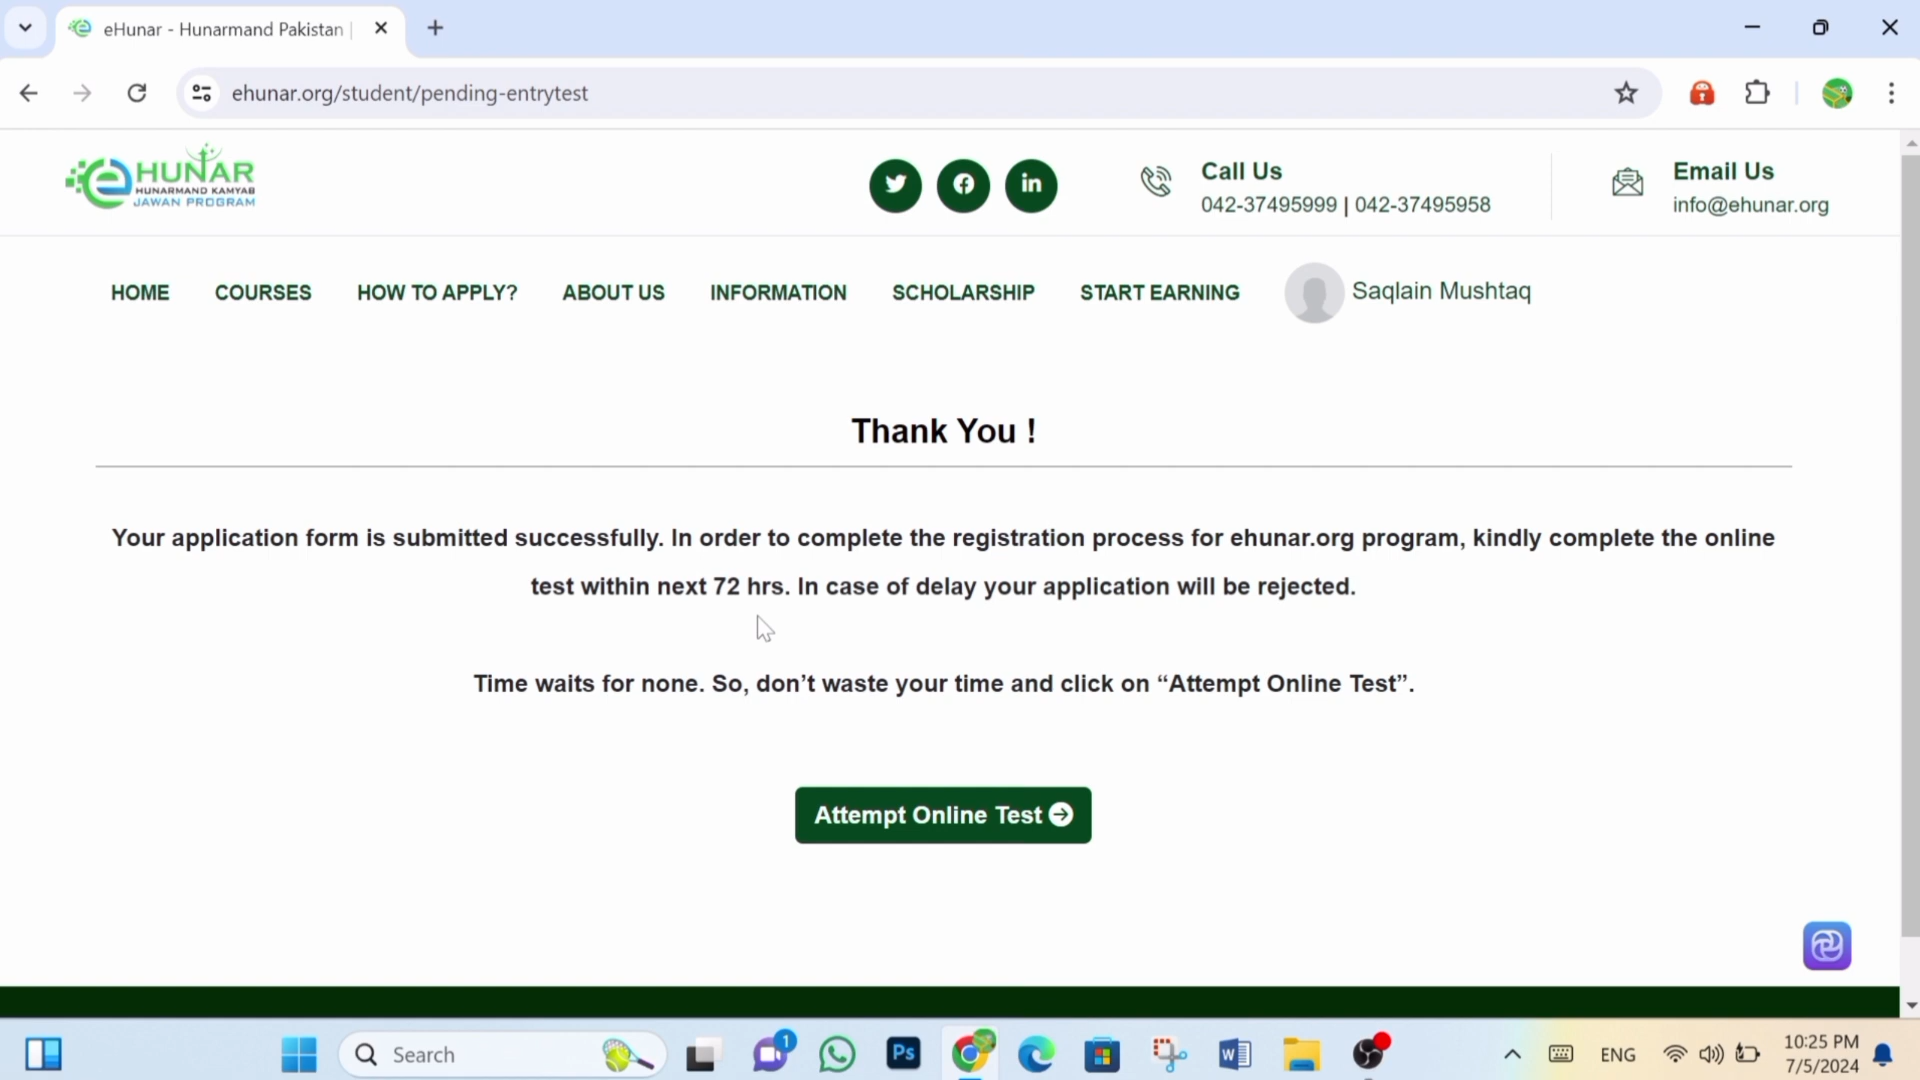 eHunar - Hunarmand Pakistan |
ehunar.org/student/pending-entrytest
eHUNAR
HUNARMAND KAMYAB
JAWAN PROGRAM
Call Us
042-37495999 | 042-37495958
Email Us
info@ehunar.org
HOME COURSES HOW TO APPLY? ABOUT US INFORMATION SCHOLARSHIP START EARNING Saqlain Mushtaq
Thank You !
Your application form is submitted successfully. In order to complete the registration process for ehunar.org program, kindly complete the online
test within next 72 hrs. In case of delay your application will be rejected.
Time waits for none. So, don’t waste your time and click on “Attempt Online Test”.
Attempt Online Test
Search
1
Ps
ENG
10:25 PM
7/5/2024